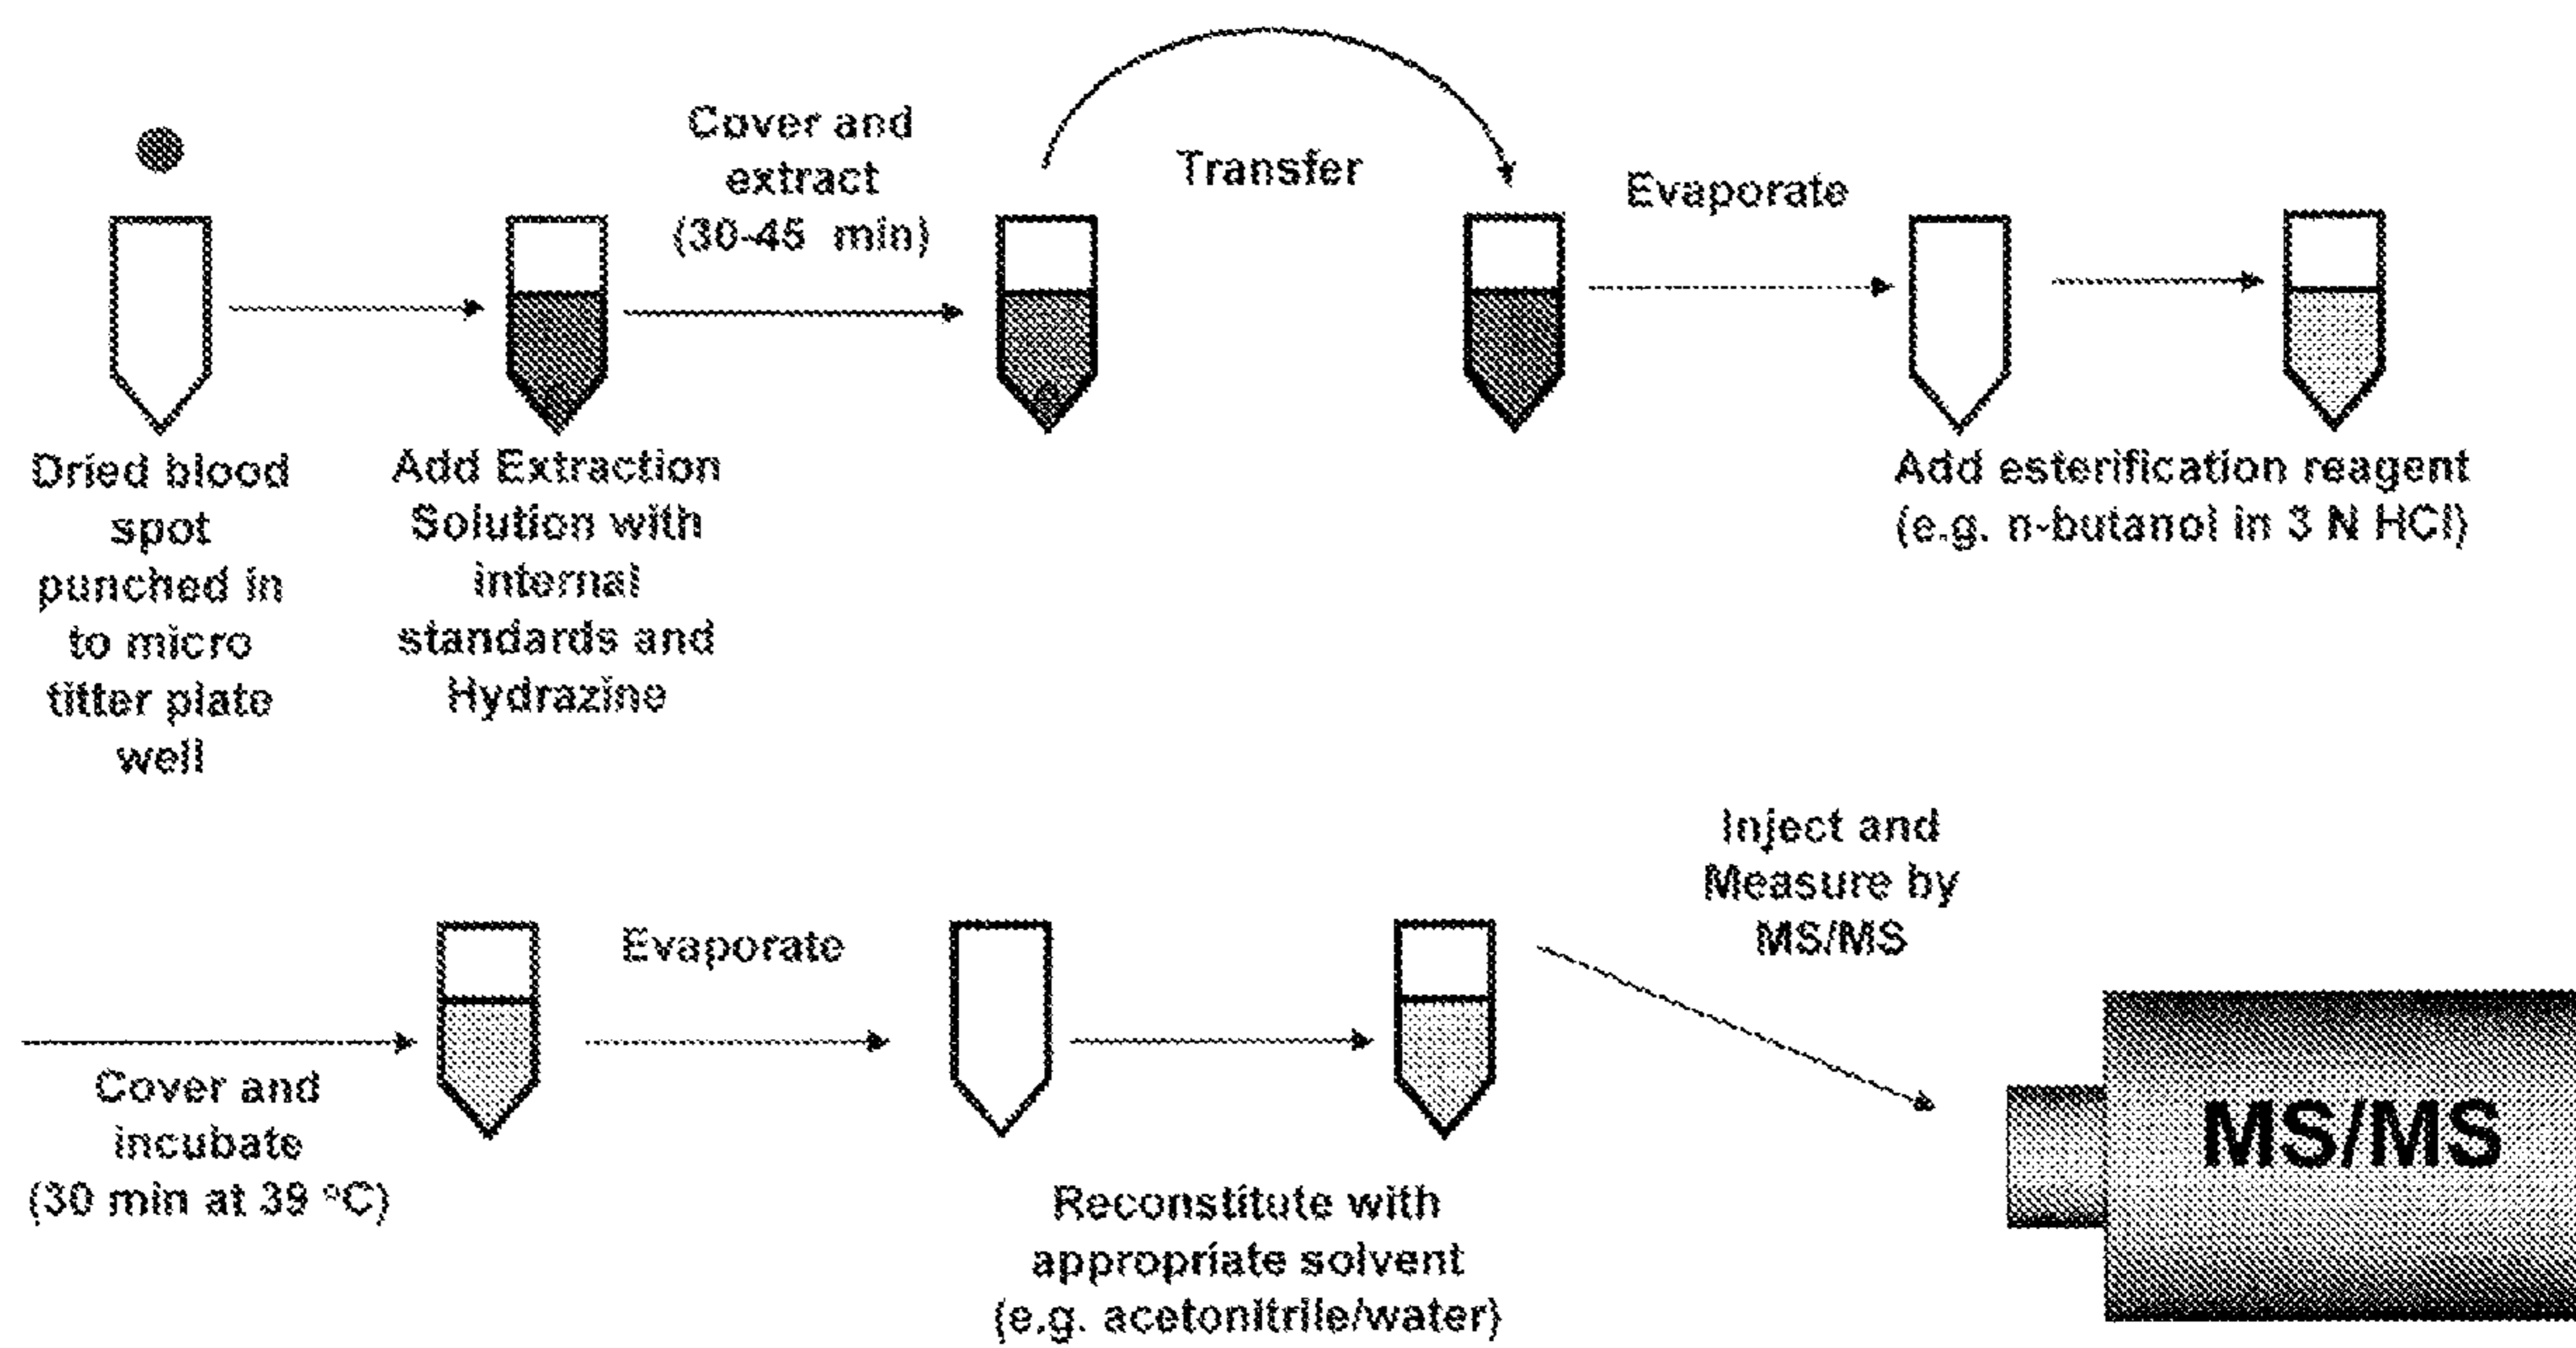 Dried blood
spot
punched in
to micro
titter plate
well
Add Extraction
Solution with
internal
standards and
Hydrazine
Cover and
extract
(30-45 min)
Transfer
Evaporate
Add esterification reagent
(e.g. n-butanol in 3 N HCl)
Cover and
incubate
(30 min at 39 °C)
Evaporate
Reconstitute with
appropriate solvent
(e.g. acetonitrile/water)
Inject and
Measure by
MS/MS
MS/MS